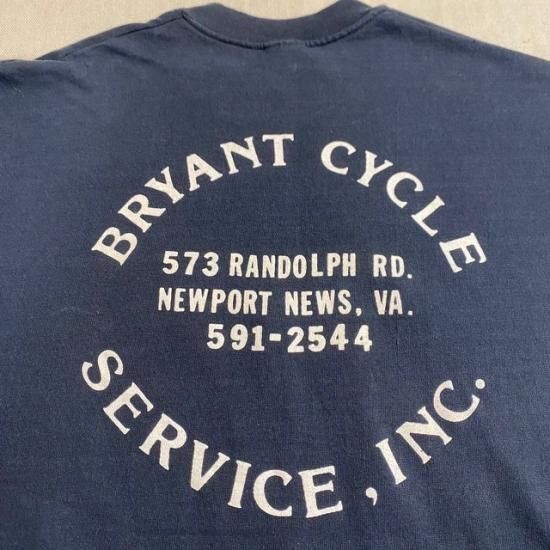 BRYANT CYCLE
573 RANDOLPH RD.
NEWPORT NEWS, VA.
591-2544
SERVICE, INC.